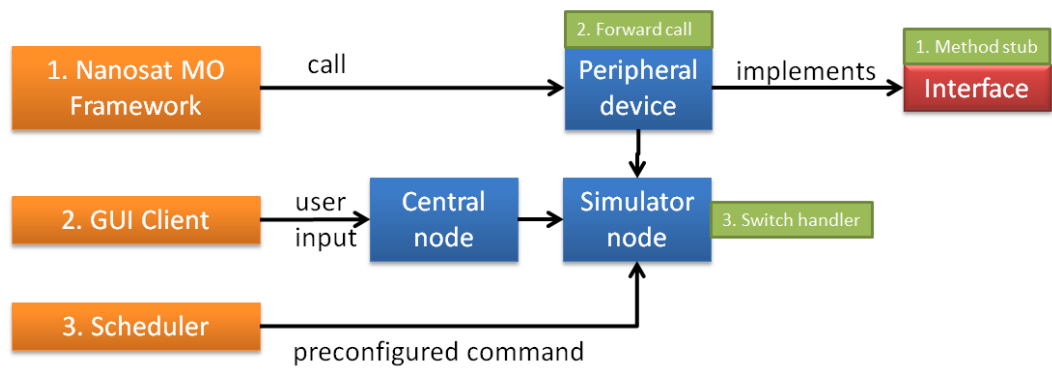 1. Nanosat MO
Framework
call
2. Forward call
Peripheral
device
implements
1. Method stub
Interface
2. GUI Client
user
input
Central
node
Simulator
node
3. Switch handler
3. Scheduler
preconfigured command